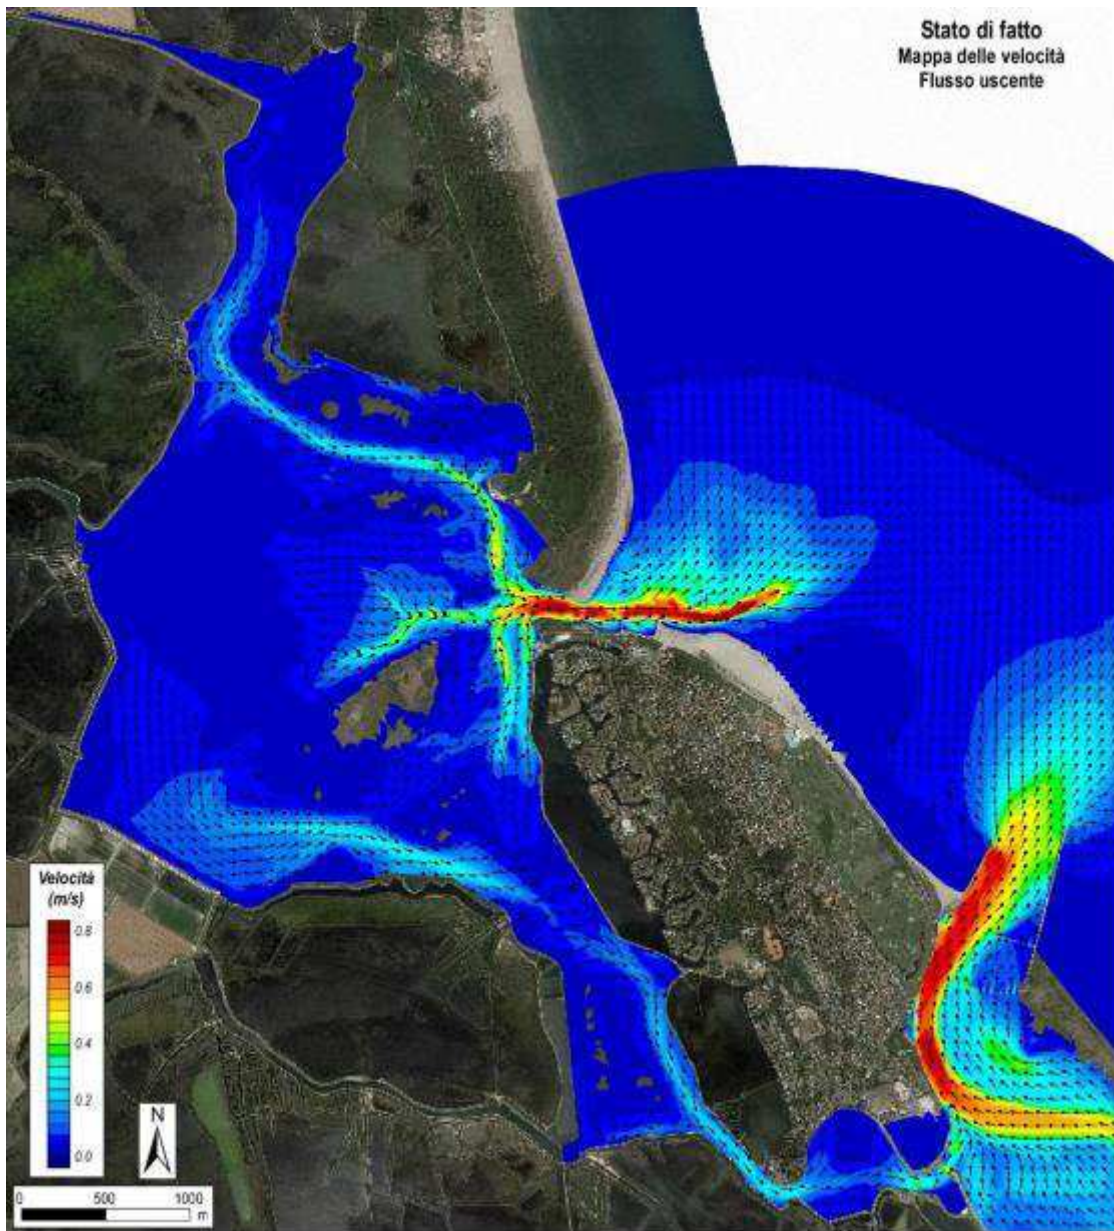 Stato di fatto
Mappa delle velocità
Flusso uscente
Velocità
(m/s)
0.8
0.6
0.4
0.2
0.0
N
0 500 1000
m